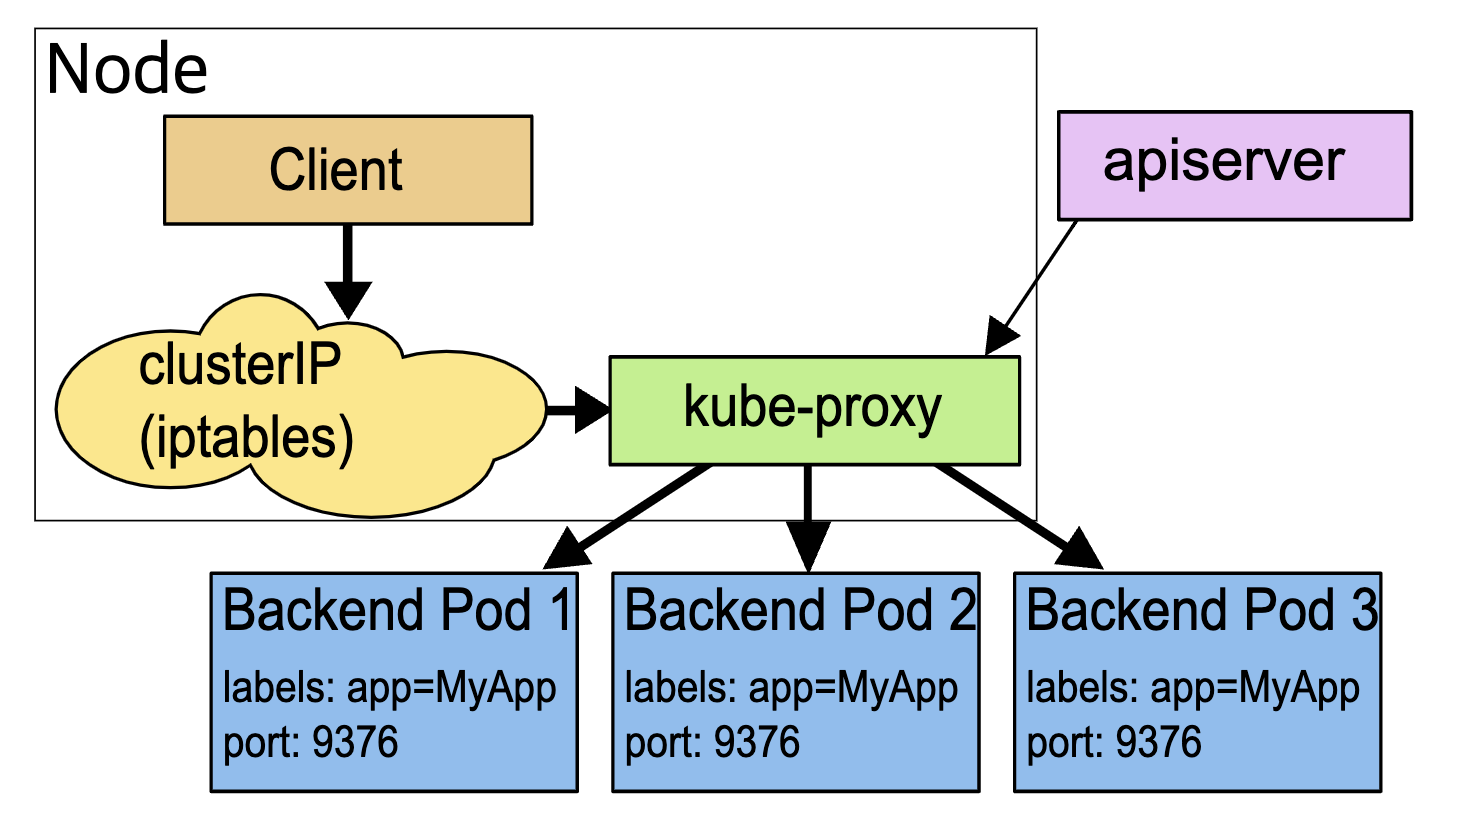 Node
Client
apiserver
clusterIP
(iptables)
kube-proxy
Backend Pod 1
labels: app=MyApp
port: 9376
Backend Pod 2
labels: app=MyApp
port: 9376
Backend Pod 3
labels: app=MyApp
port: 9376